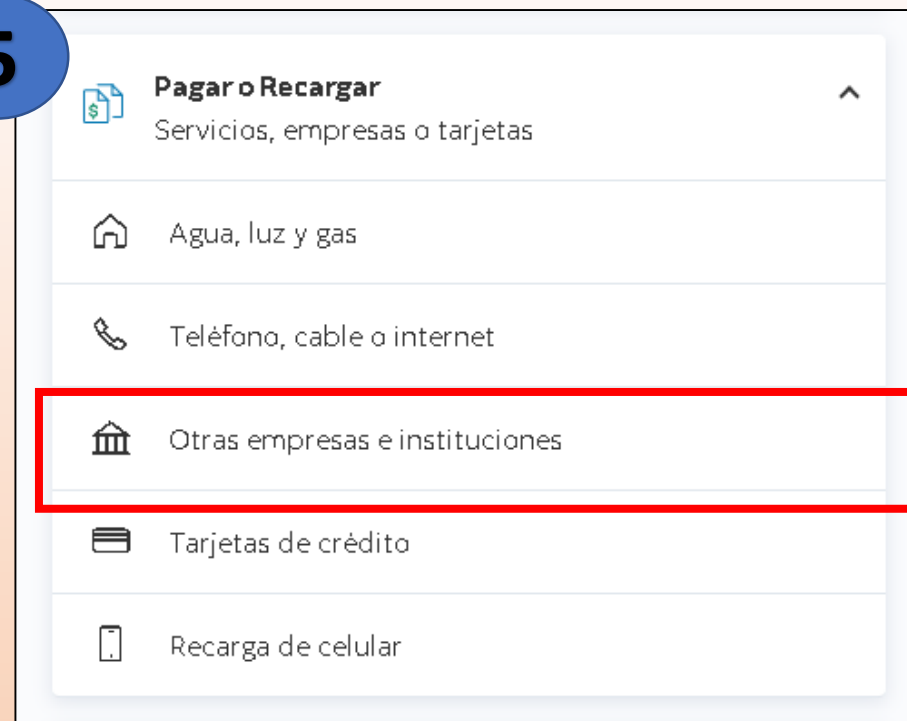 5
Pagar o Recargar
Servicios, empresas o tarjetas
Agua, luz y gas
Teléfono, cable o internet
Otras empresas e instituciones
Tarjetas de crédito
Recarga de celular